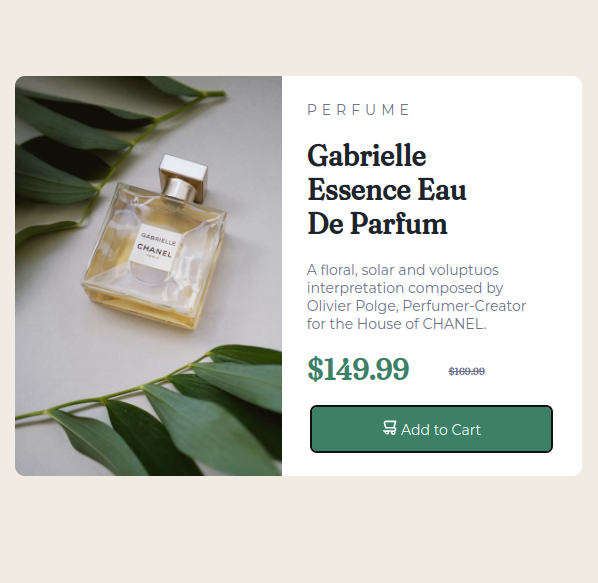 GABRIELLE
CHANEL
PARIS
PERFUME
Gabrielle
Essence Eau
De Parfum
A floral, solar and voluptuos
interpretation composed by
Olivier Polge, Perfumer-Creator
for the House of CHANEL.
$149.99 $169.99
Add to Cart